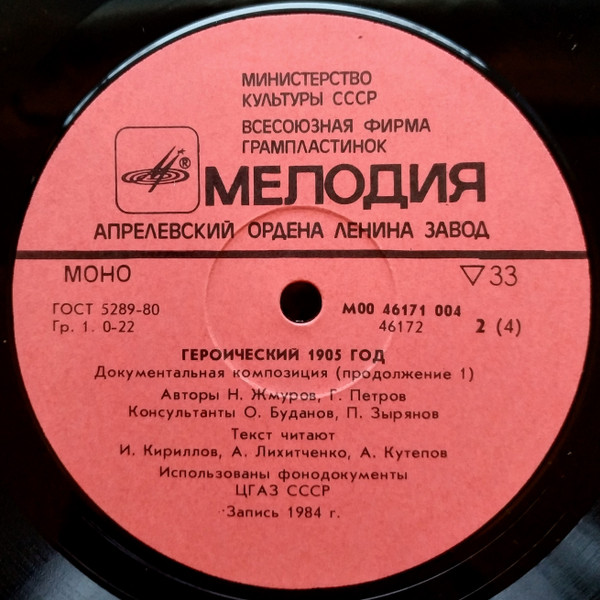 МИНИСТЕРСТВО
КУЛЬТУРЫ СССР
ВСЕСОЮЗНАЯ ФИРМА
ГРАМПЛАСТИНОК
®
МЕЛОДИЯ
АПРЕЛЕВСКИЙ ОРДЕНА ЛЕНИНА ЗАВОД
МОНО ▽33
ГОСТ 5289-80 М00 46171 004
Гр. 1. 0-22 46172 2 (4)
ГЕРОИЧЕСКИЙ 1905 ГОД
Документальная композиция (продолжение 1)
Авторы Н. Жмуров, Г. Петров
Консультанты О. Буданов, П. Зырянов
Текст читают
И. Кириллов, А. Лихитченко, А. Кутепов
Использованы фонодокументы
ЦГАЗ СССР
Запись 1984 г.